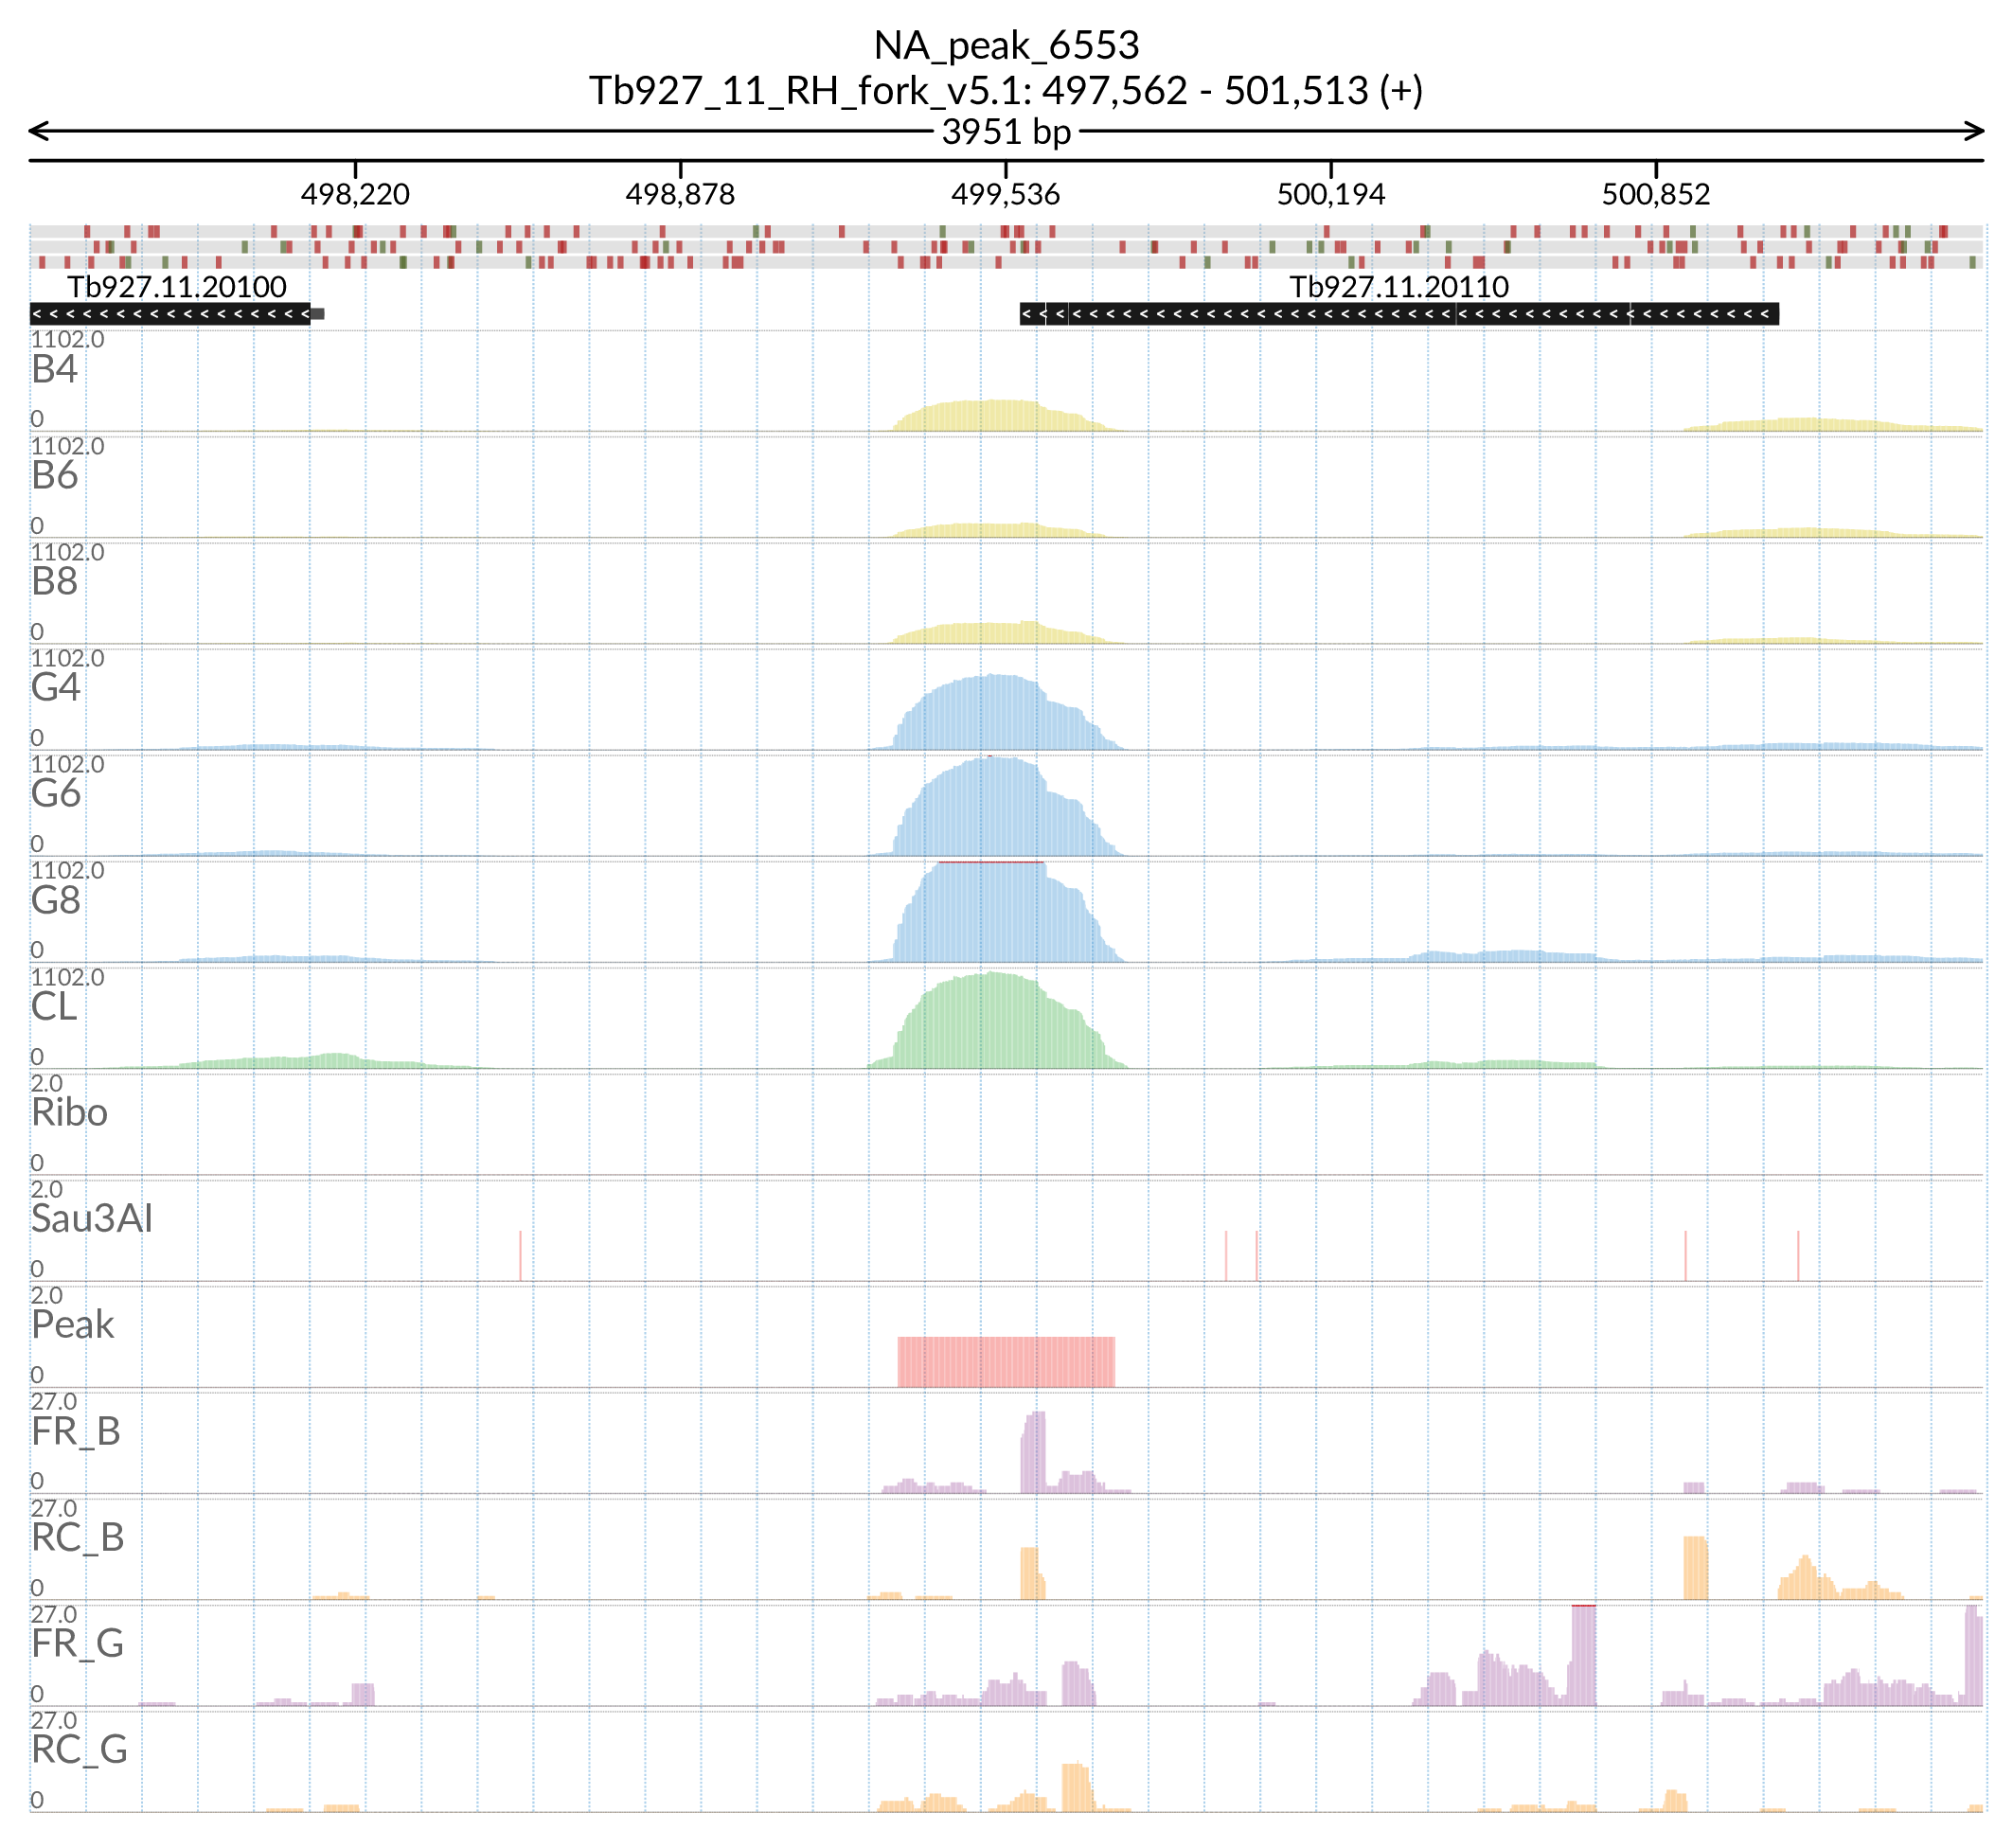 NA_peak_6553
Tb927_11_RH_fork_v5.1: 497,562 - 501,513 (+)
3951 bp
498,220 498,878 499,536 500,194 500,852
Tb927.11.20100 Tb927.11.20110
1102.0
B4
0
1102.0
B6
0
1102.0
B8
0
1102.0
G4
0
1102.0
G6
0
1102.0
G8
0
1102.0
CL
0
2.0
Ribo
0
2.0
Sau3AI
0
2.0
Peak
0
27.0
FR_B
0
27.0
RC_B
0
27.0
FR_G
0
27.0
RC_G
0